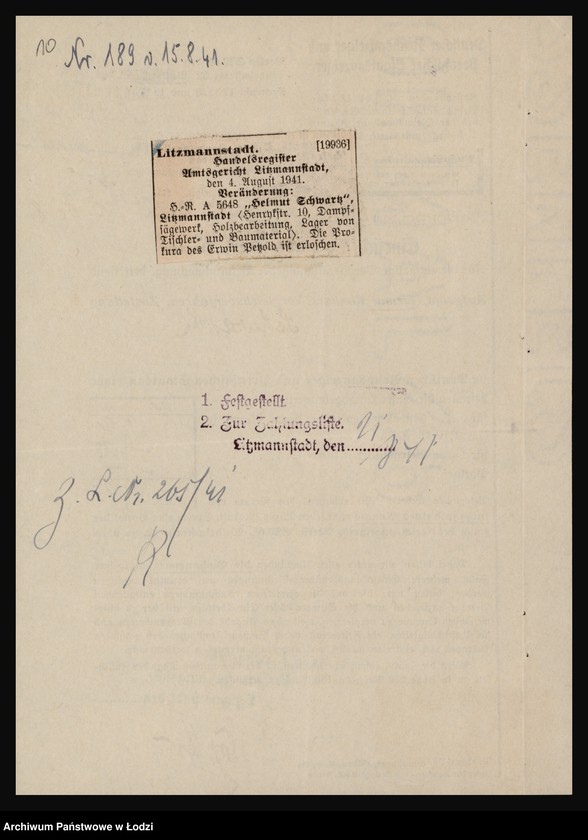 10
Nr. 189 v. 15.8.41.
Litzmannstadt. [19936]
Handelsregister
Amtsgericht Litzmannstadt,
den 4. August 1941.
Veränderung:
H.-R. A 5648 „Helmut Schwartz“,
Litzmannstadt (Henrykstr. 10, Dampf-
sägewerk, Holzbearbeitung, Lager von
Tischler- und Baumaterial). Die Pro-
kura des Erwin Petzold ist erloschen.
1. Festgestellt.
2. Zur Zahlungsliste.
Litzmannstadt, den
Z. L. Nr. 265/41
Archiwum Państwowe w Łodzi